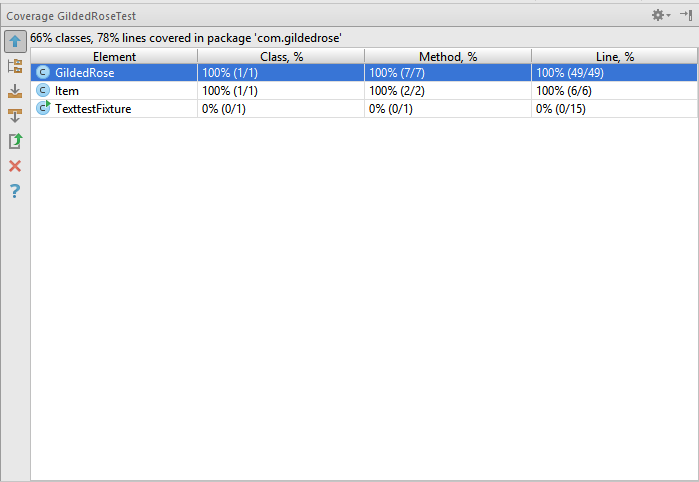 Coverage GildedRoseTest
66% classes, 78% lines covered in package 'com.gildedrose'
Element Class, % Method, % Line, %
C GildedRose 100% (1/1) 100% (7/7) 100% (49/49)
C Item 100% (1/1) 100% (2/2) 100% (6/6)
C TexttestFixture 0% (0/1) 0% (0/1) 0% (0/15)
?